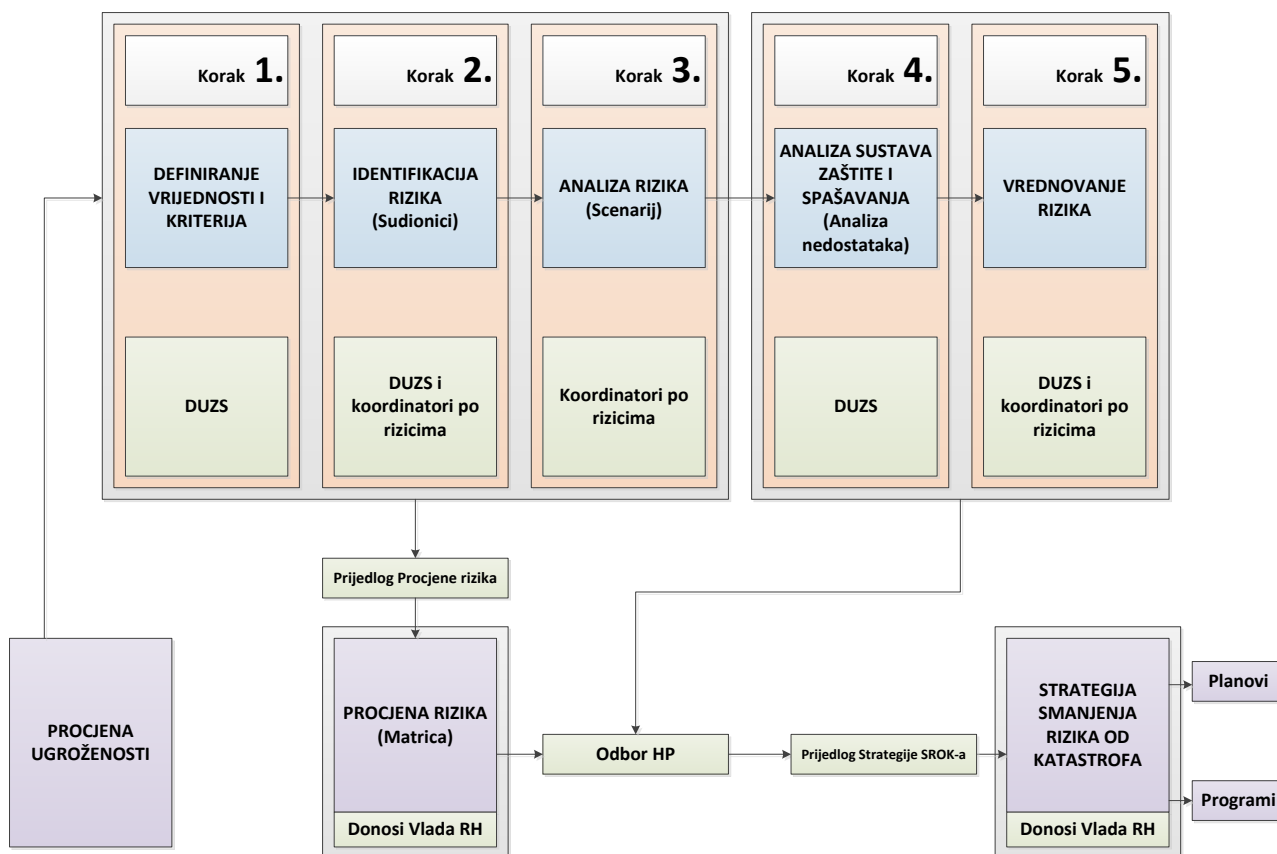 Korak 1.
Korak 2.
Korak 3.
Korak 4.
Korak 5.
DEFINIRANJE
VRIJEDNOSTI I
KRITERIJA
IDENTIFIKACIJA
RIZIKA
(Sudionici)
ANALIZA RIZIKA
(Scenarij)
ANALIZA SUSTAVA
ZAŠTITE I
SPAŠAVANJA
(Analiza
nedostataka)
VREDNOVANJE
RIZIKA
DUZS
DUZS i
koordinatori po
rizicima
Koordinatori po
rizicima
DUZS
DUZS i
koordinatori po
rizicima
Prijedlog Procjene rizika
PROCJENA
UGROŽENOSTI
PROCJENA RIZIKA
(Matrica)
Donosi Vlada RH
Odbor HP
Prijedlog Strategije SROK-a
STRATEGIJA
SMANJENJA
RIZIKA OD
KATASTROFA
Donosi Vlada RH
Planovi
Programi